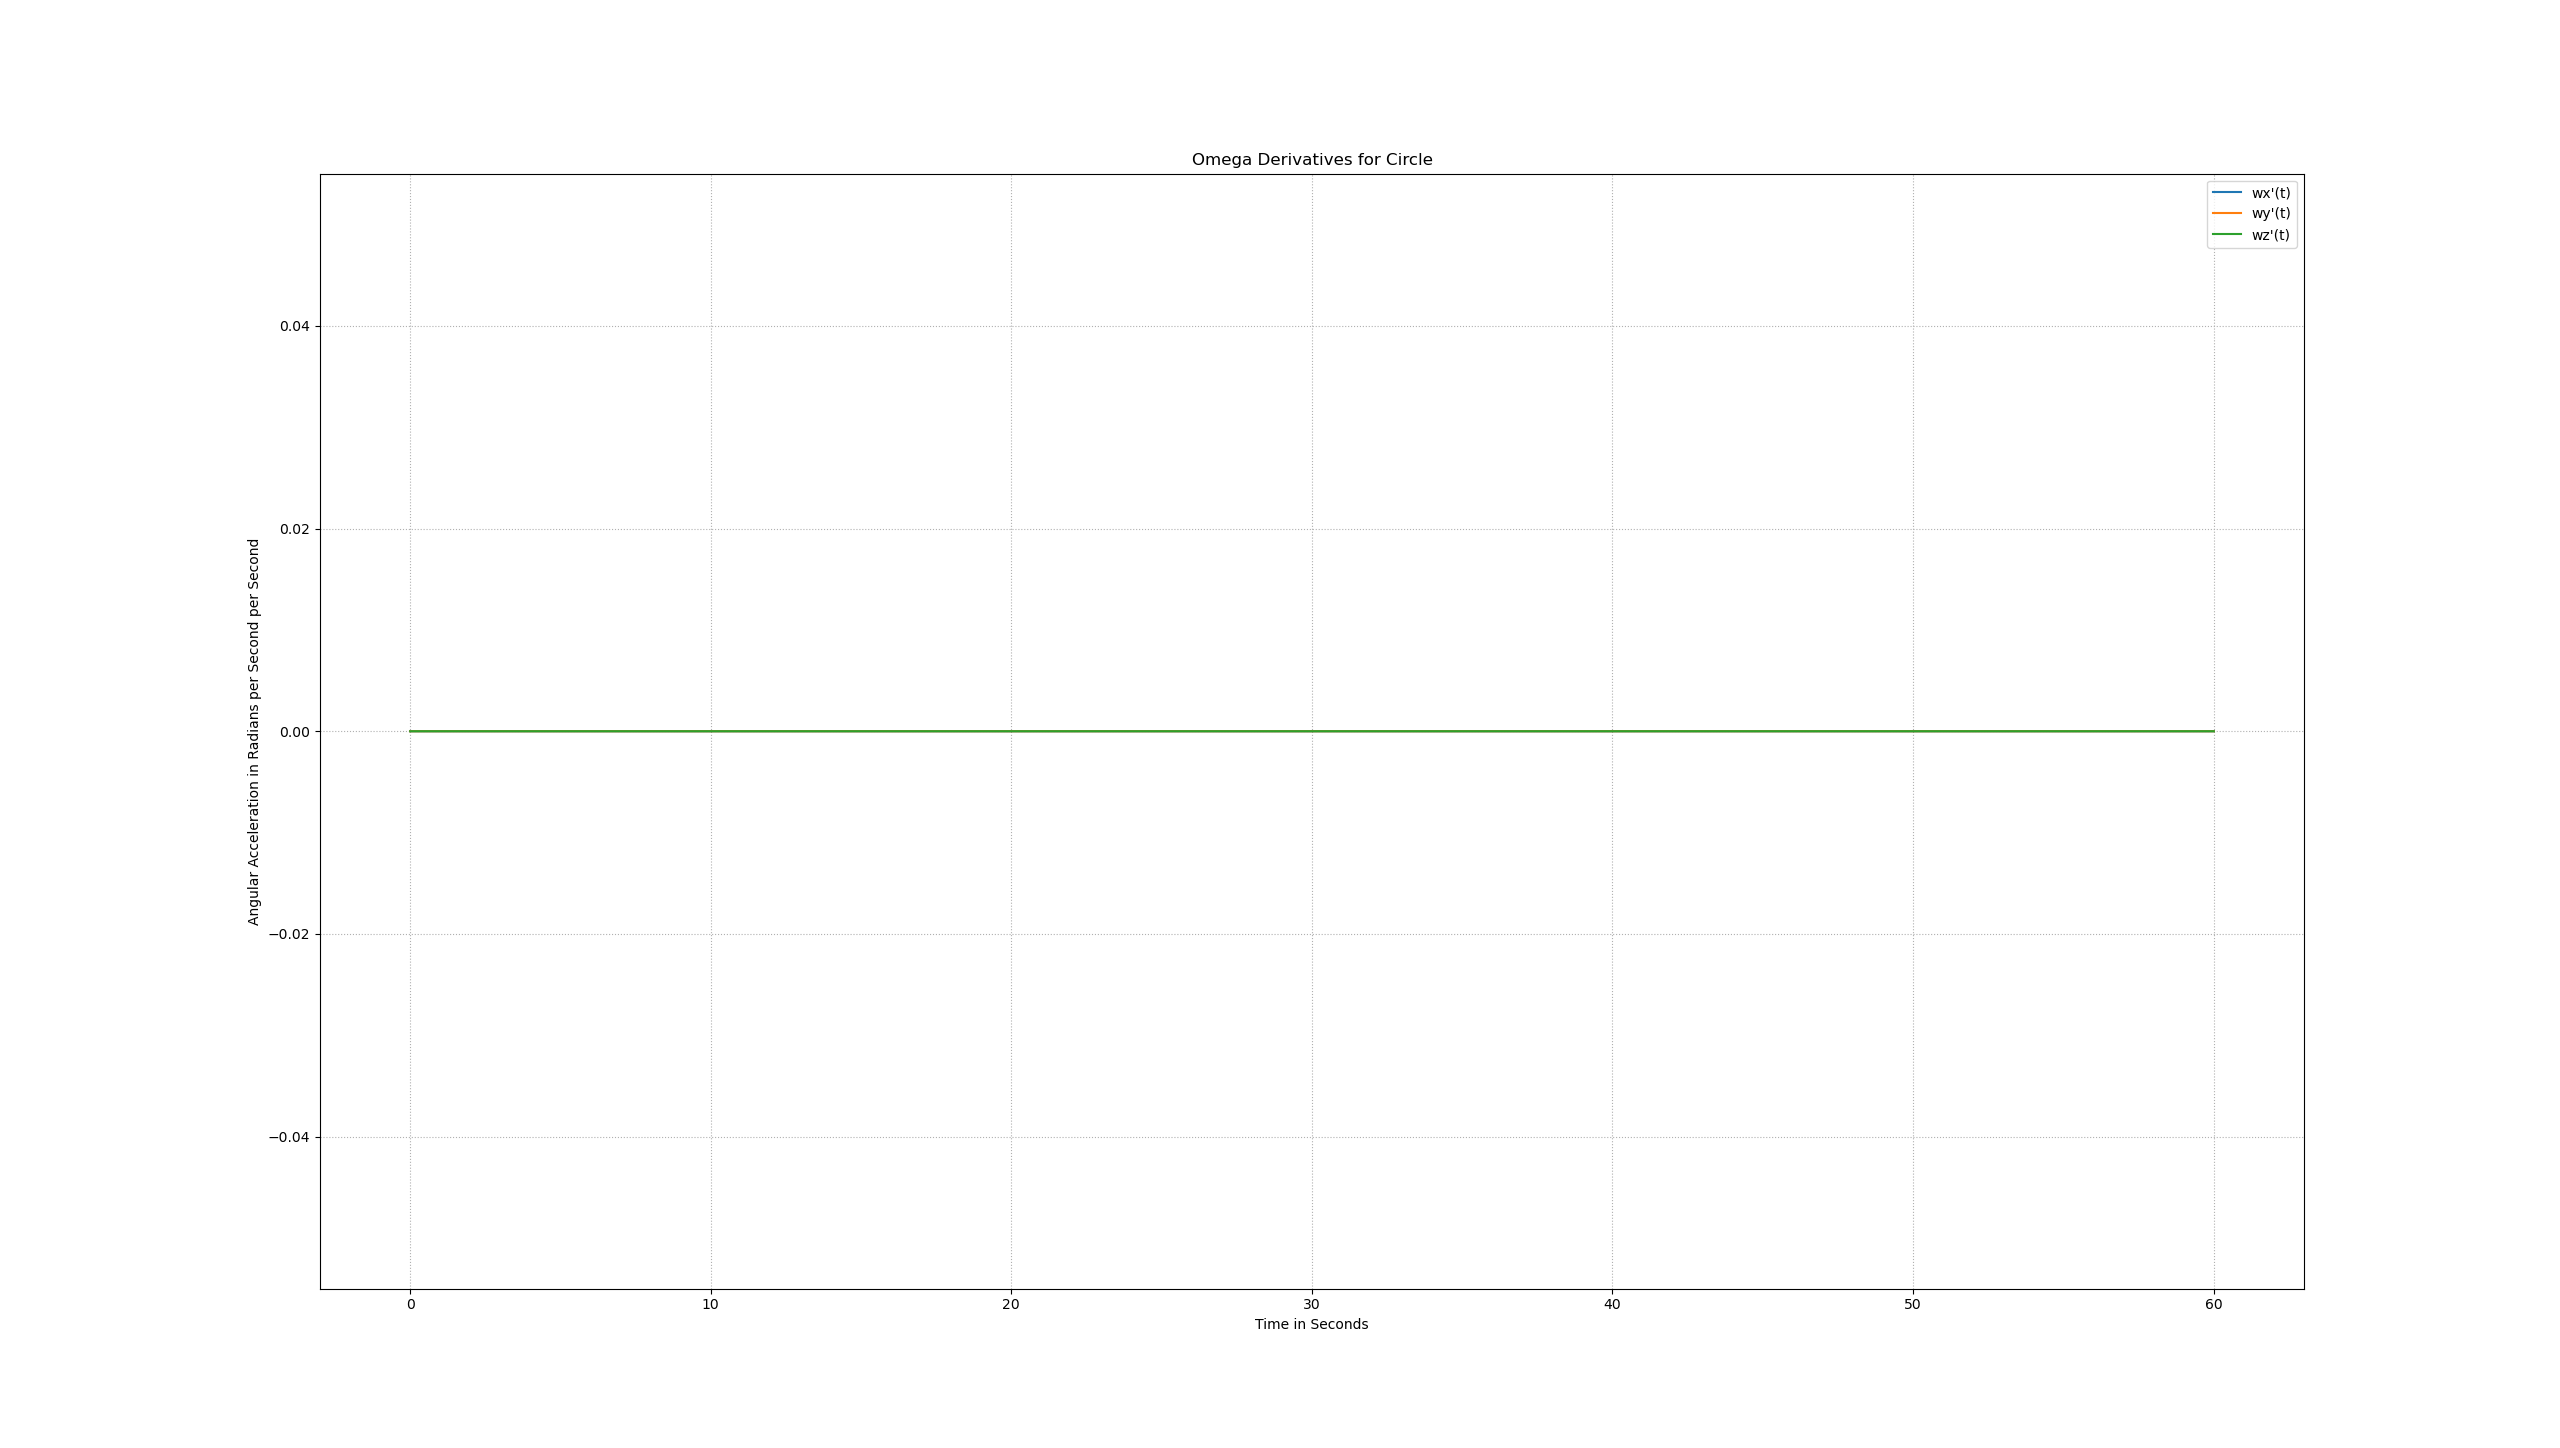 Omega Derivatives for Circle
wx'(t)
wy'(t)
wz'(t)
0.04
0.02
0.00
−0.02
−0.04
Angular Acceleration in Radians per Second per Second
0 10 20 30 40 50 60
Time in Seconds